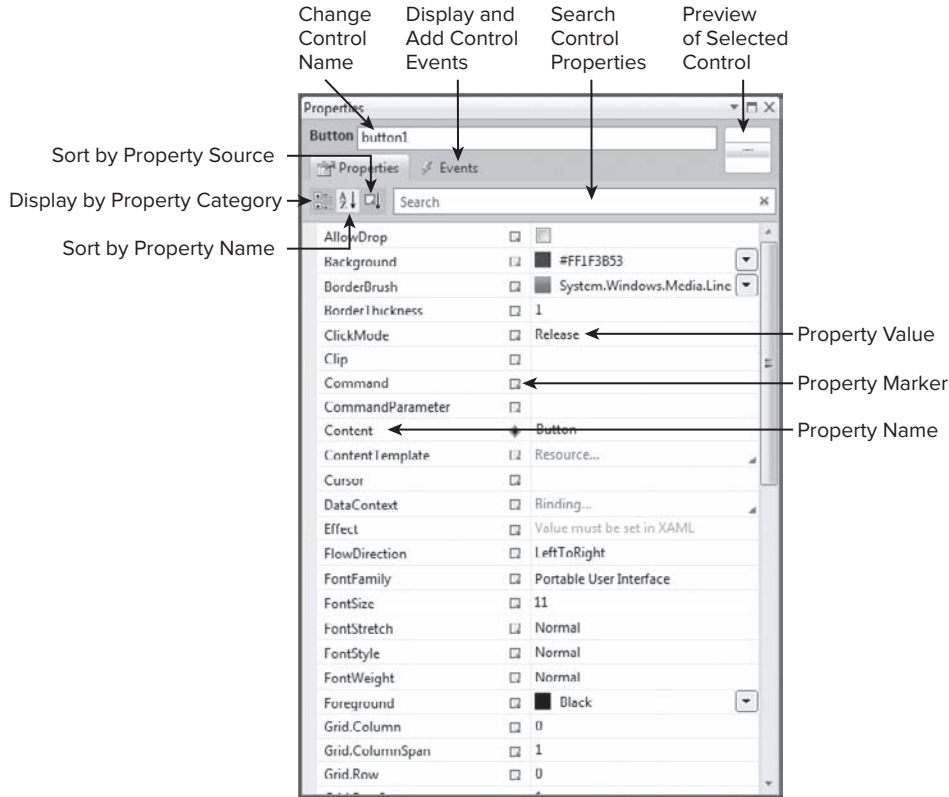 Change Control Name
Display and Add Control Events
Search Control Properties
Preview of Selected Control
Properties
Button button1
Sort by Property Source
Properties Events
Display by Property Category
Search
Sort by Property Name
AllowDrop
Background #FF1F3B53
BorderBrush System.Windows.Media.Line
BorderThickness 1
ClickMode Release
Property Value
Clip
Command
Property Marker
CommandParameter
Content Button
Property Name
ContentTemplate Resource...
Cursor
DataContext Binding...
Effect Value must be set in XAML
FlowDirection LeftToRight
FontFamily Portable User Interface
FontSize 11
FontStretch Normal
FontStyle Normal
FontWeight Normal
Foreground Black
Grid.Column 0
Grid.ColumnSpan 1
Grid.Row 0